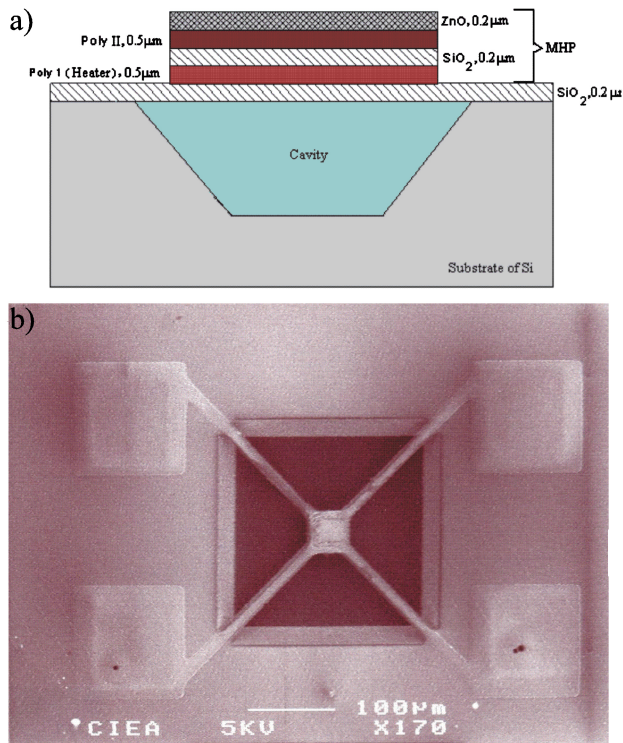 a)
ZnO, 0.2μm
Poly II, 0.5μm
MHP
SiO2, 0.2μm
Poly 1 (Heater), 0.5μm
SiO2, 0.2μ
Cavity
Substrate of Si
b)
100μm
CIEA 5KV X170